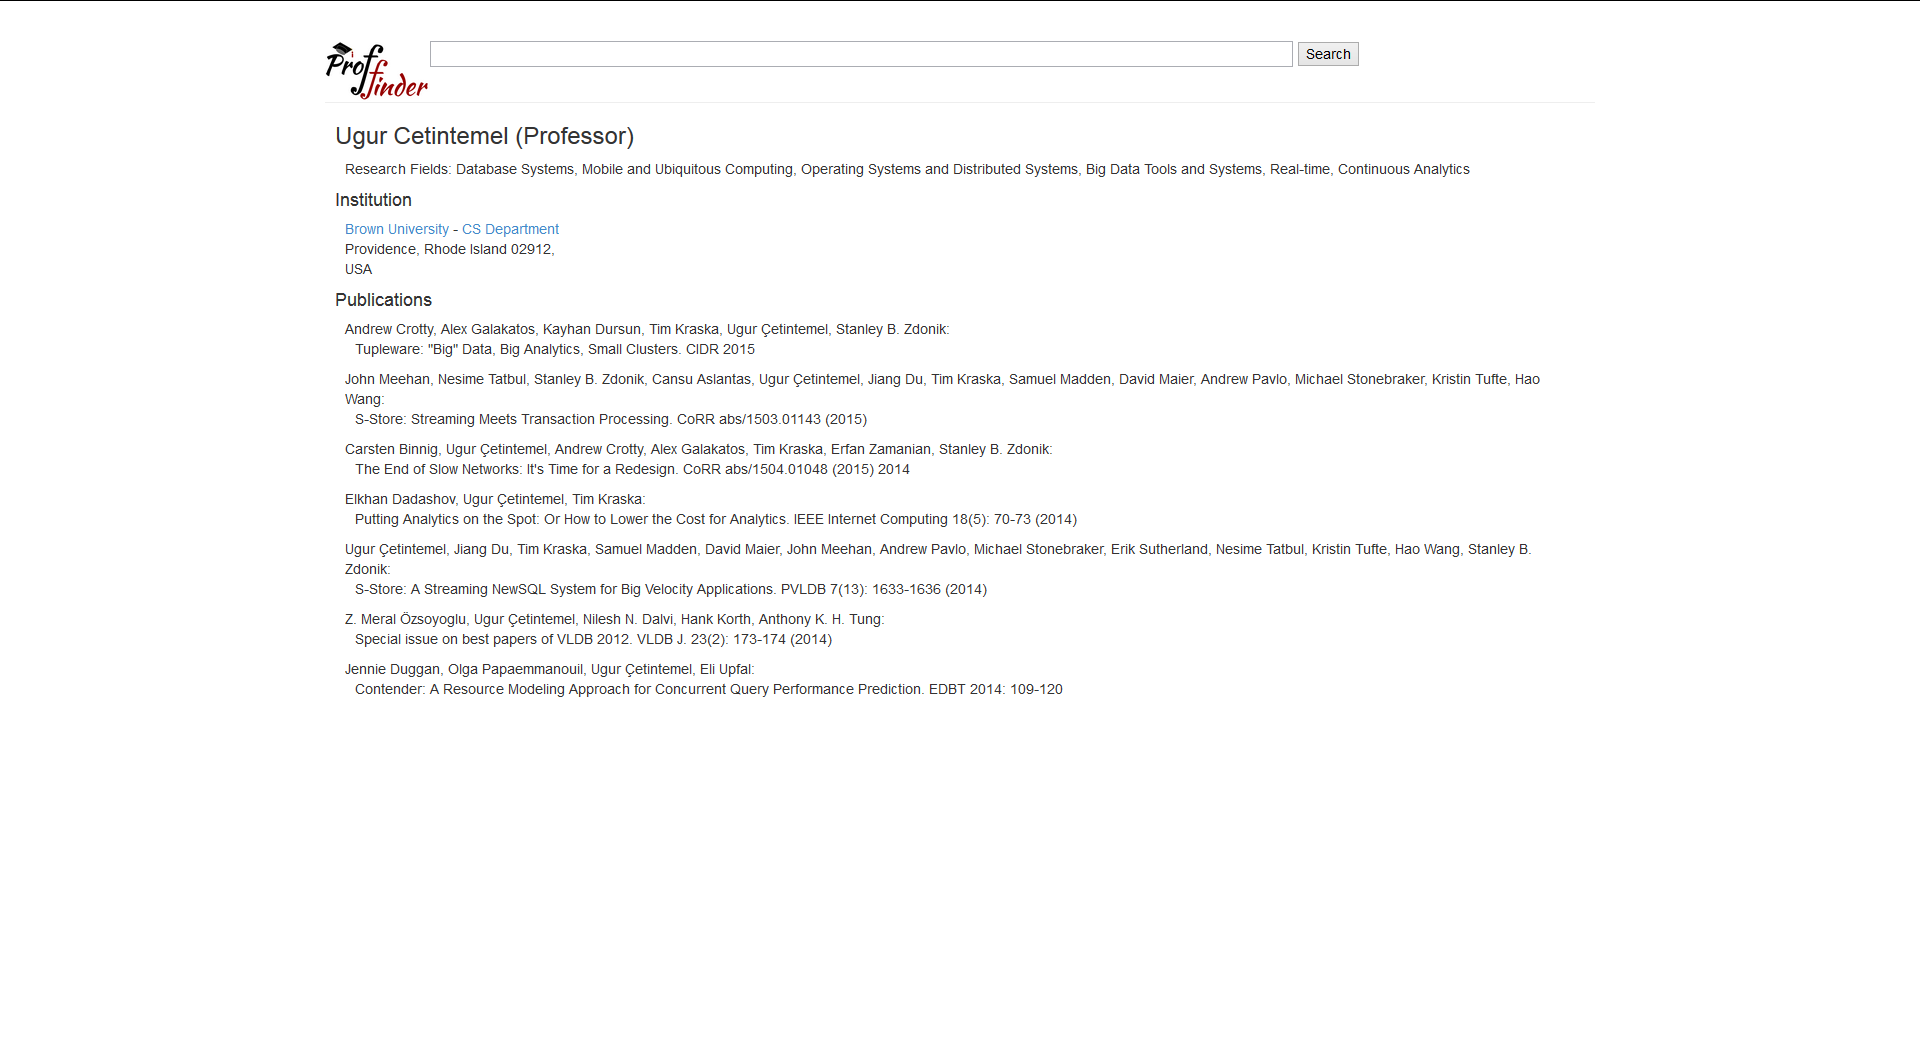 Prof
finder
Search
Ugur Cetintemel (Professor)
Research Fields: Database Systems, Mobile and Ubiquitous Computing, Operating Systems and Distributed Systems, Big Data Tools and Systems, Real-time, Continuous Analytics
Institution
Brown University - CS Department
Providence, Rhode Island 02912,
USA
Publications
Andrew Crotty, Alex Galakatos, Kayhan Dursun, Tim Kraska, Ugur Çetintemel, Stanley B. Zdonik:
Tupleware: "Big" Data, Big Analytics, Small Clusters. CIDR 2015
John Meehan, Nesime Tatbul, Stanley B. Zdonik, Cansu Aslantas, Ugur Çetintemel, Jiang Du, Tim Kraska, Samuel Madden, David Maier, Andrew Pavlo, Michael Stonebraker, Kristin Tufte, Hao
Wang:
S-Store: Streaming Meets Transaction Processing. CoRR abs/1503.01143 (2015)
Carsten Binnig, Ugur Çetintemel, Andrew Crotty, Alex Galakatos, Tim Kraska, Erfan Zamanian, Stanley B. Zdonik:
The End of Slow Networks: It's Time for a Redesign. CoRR abs/1504.01048 (2015) 2014
Elkhan Dadashov, Ugur Çetintemel, Tim Kraska:
Putting Analytics on the Spot: Or How to Lower the Cost for Analytics. IEEE Internet Computing 18(5): 70-73 (2014)
Ugur Çetintemel, Jiang Du, Tim Kraska, Samuel Madden, David Maier, John Meehan, Andrew Pavlo, Michael Stonebraker, Erik Sutherland, Nesime Tatbul, Kristin Tufte, Hao Wang, Stanley B.
Zdonik:
S-Store: A Streaming NewSQL System for Big Velocity Applications. PVLDB 7(13): 1633-1636 (2014)
Z. Meral Özsoyoglu, Ugur Çetintemel, Nilesh N. Dalvi, Hank Korth, Anthony K. H. Tung:
Special issue on best papers of VLDB 2012. VLDB J. 23(2): 173-174 (2014)
Jennie Duggan, Olga Papaemmanouil, Ugur Çetintemel, Eli Upfal:
Contender: A Resource Modeling Approach for Concurrent Query Performance Prediction. EDBT 2014: 109-120